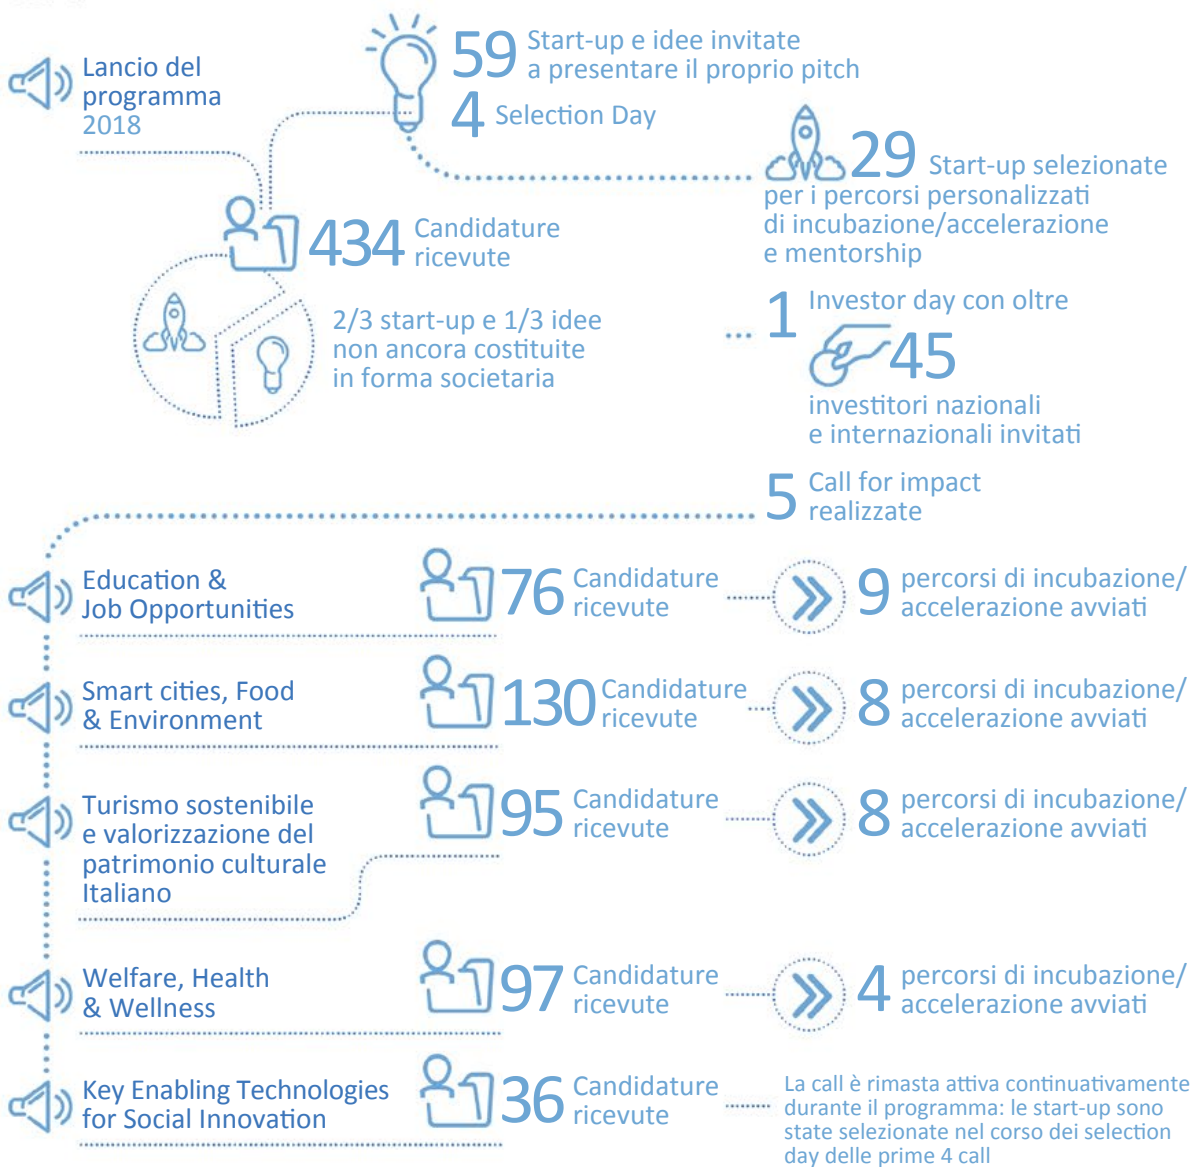 Lancio del
programma
2018
59 Start-up e idee invitate
a presentare il proprio pitch
4 Selection Day
29 Start-up selezionate
per i percorsi personalizzati
di incubazione/accelerazione
e mentorship
434 Candidature
ricevute
2/3 start-up e 1/3 idee
non ancora costituite
in forma societaria
... 1 Investor day con oltre
45
investitori nazionali
e internazionali invitati
5 Call for impact
realizzate
Education &
Job Opportunities
76 Candidature
ricevute
9 percorsi di incubazione/
accelerazione avviati
Smart cities, Food
& Environment
130 Candidature
ricevute
8 percorsi di incubazione/
accelerazione avviati
Turismo sostenibile
e valorizzazione del
patrimonio culturale
Italiano
95 Candidature
ricevute
8 percorsi di incubazione/
accelerazione avviati
Welfare, Health
& Wellness
97 Candidature
ricevute
4 percorsi di incubazione/
accelerazione avviati
Key Enabling Technologies
for Social Innovation
36 Candidature
ricevute
La call è rimasta attiva continuativamente
durante il programma: le start-up sono
state selezionate nel corso dei selection
day delle prime 4 call